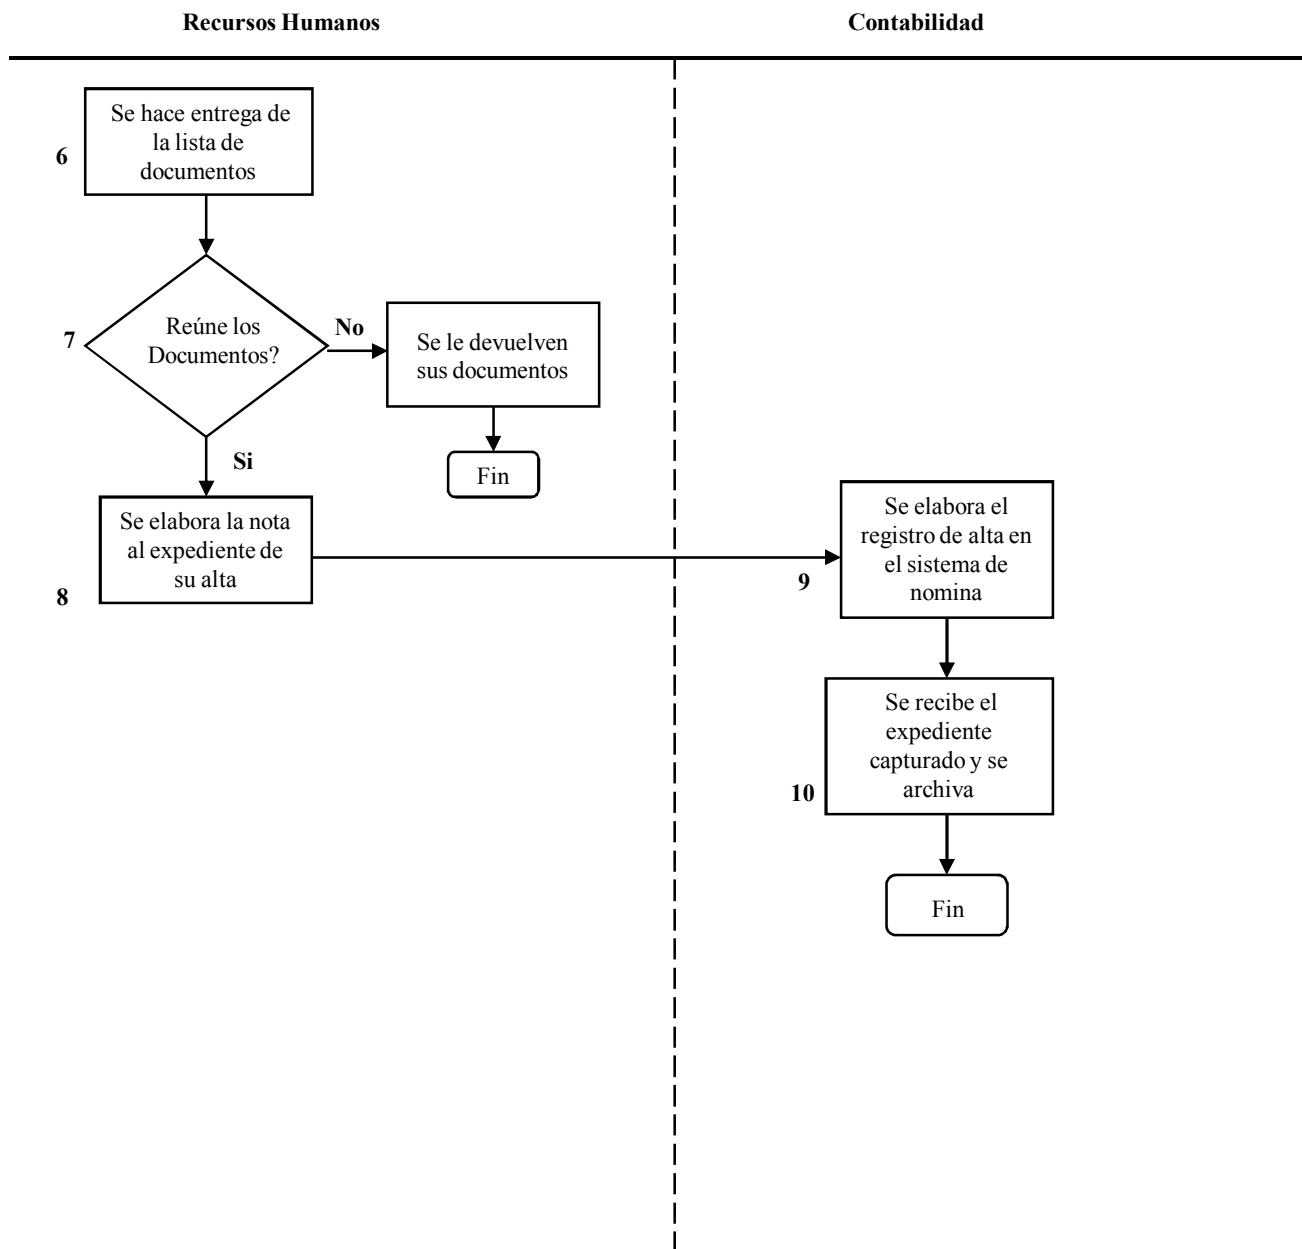 Recursos Humanos
Contabilidad
Se hace entrega de
la lista de
documentos
6
Reúne los
Documentos?
7
No
Se le devuelven
sus documentos
Fin
Si
Se elabora la nota
al expediente de
su alta
8
Se elabora el
registro de alta en
el sistema de
nomina
9
Se recibe el
expediente
capturado y se
archiva
10
Fin